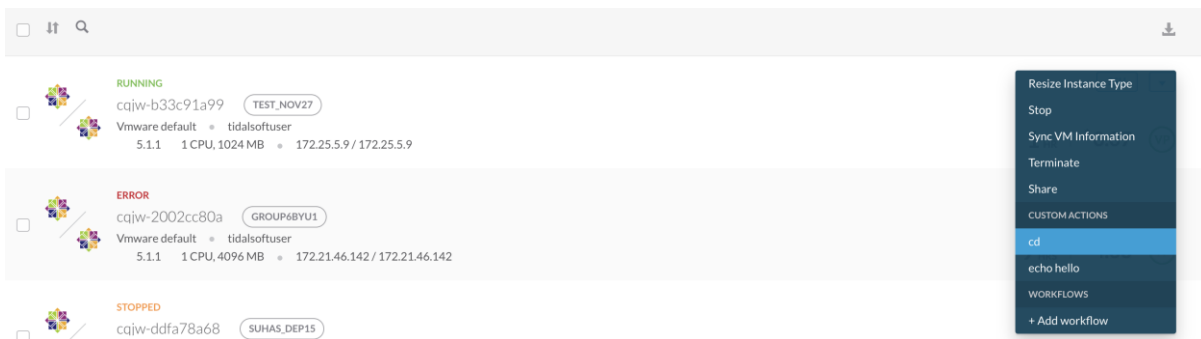 RUNNING
cqjw-b33c91a99 TEST_NOV27
Vmware default tidalsoftuser
5.1.1 1 CPU, 1024 MB 172.25.5.9 / 172.25.5.9
ERROR
cqjw-2002cc80a GROUP6BYU1
Vmware default tidalsoftuser
5.1.1 1 CPU, 4096 MB 172.21.46.142 / 172.21.46.142
STOPPED
cqjw-ddfa78a68 SUHAS_DEP15
Resize Instance Type
Stop
Sync VM Information
Terminate
Share
CUSTOM ACTIONS
cd
echo hello
WORKFLOWS
+ Add workflow